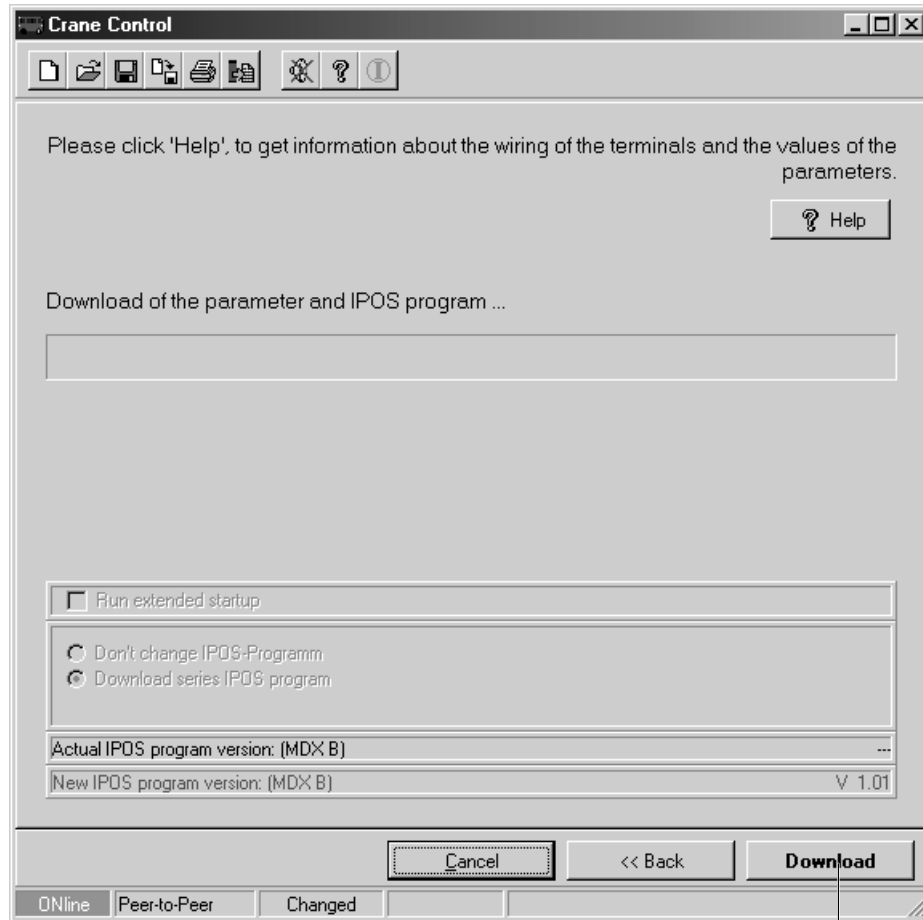 Crane Control
Please click 'Help', to get information about the wiring of the terminals and the values of the
parameters.
Help
Download of the parameter and IPOS program ...
Run extended startup
Don't change IPOS-Programm
Download series IPOS program
Actual IPOS program version: (MDX B) ---
New IPOS program version: (MDX B) V 1.01
Cancel << Back Download
ONline Peer-to-Peer Changed